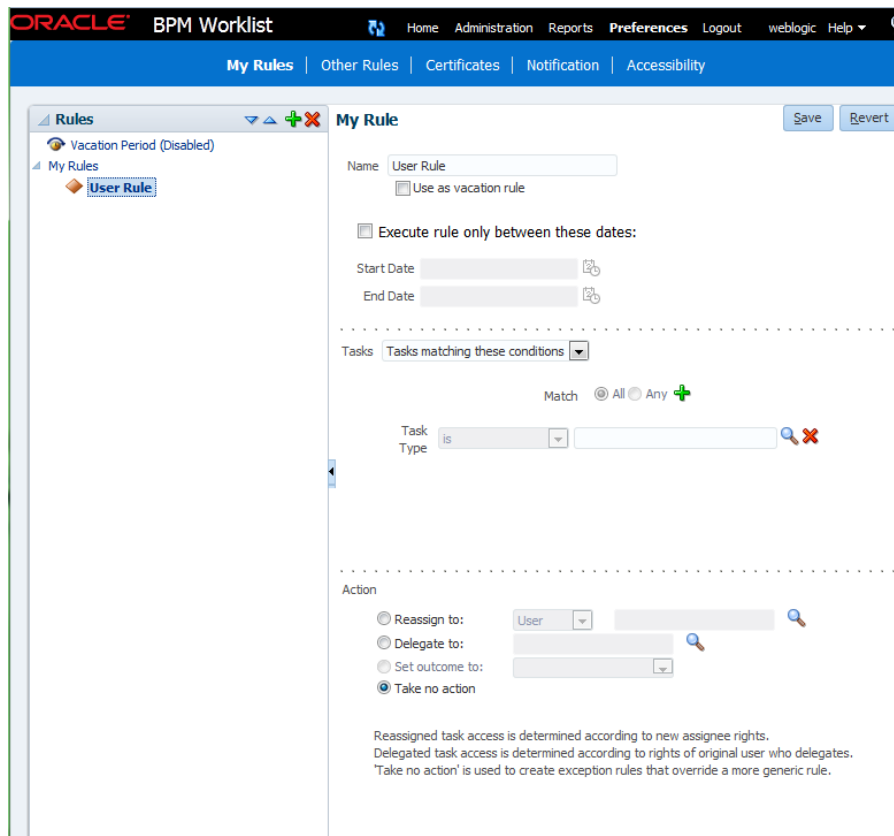 ORACLE BPM Worklist Home Administration Reports Preferences Logout weblogic Help
My Rules Other Rules Certificates Notification Accessibility
Rules
Vacation Period (Disabled)
My Rules
User Rule
My Rule Save Revert
Name User Rule
Use as vacation rule
Execute rule only between these dates:
Start Date
End Date
Tasks Tasks matching these conditions
Match All Any
Task
Type is
Action
Reassign to: User
Delegate to:
Set outcome to:
Take no action
Reassigned task access is determined according to new assignee rights.
Delegated task access is determined according to rights of original user who delegates.
'Take no action' is used to create exception rules that override a more generic rule.